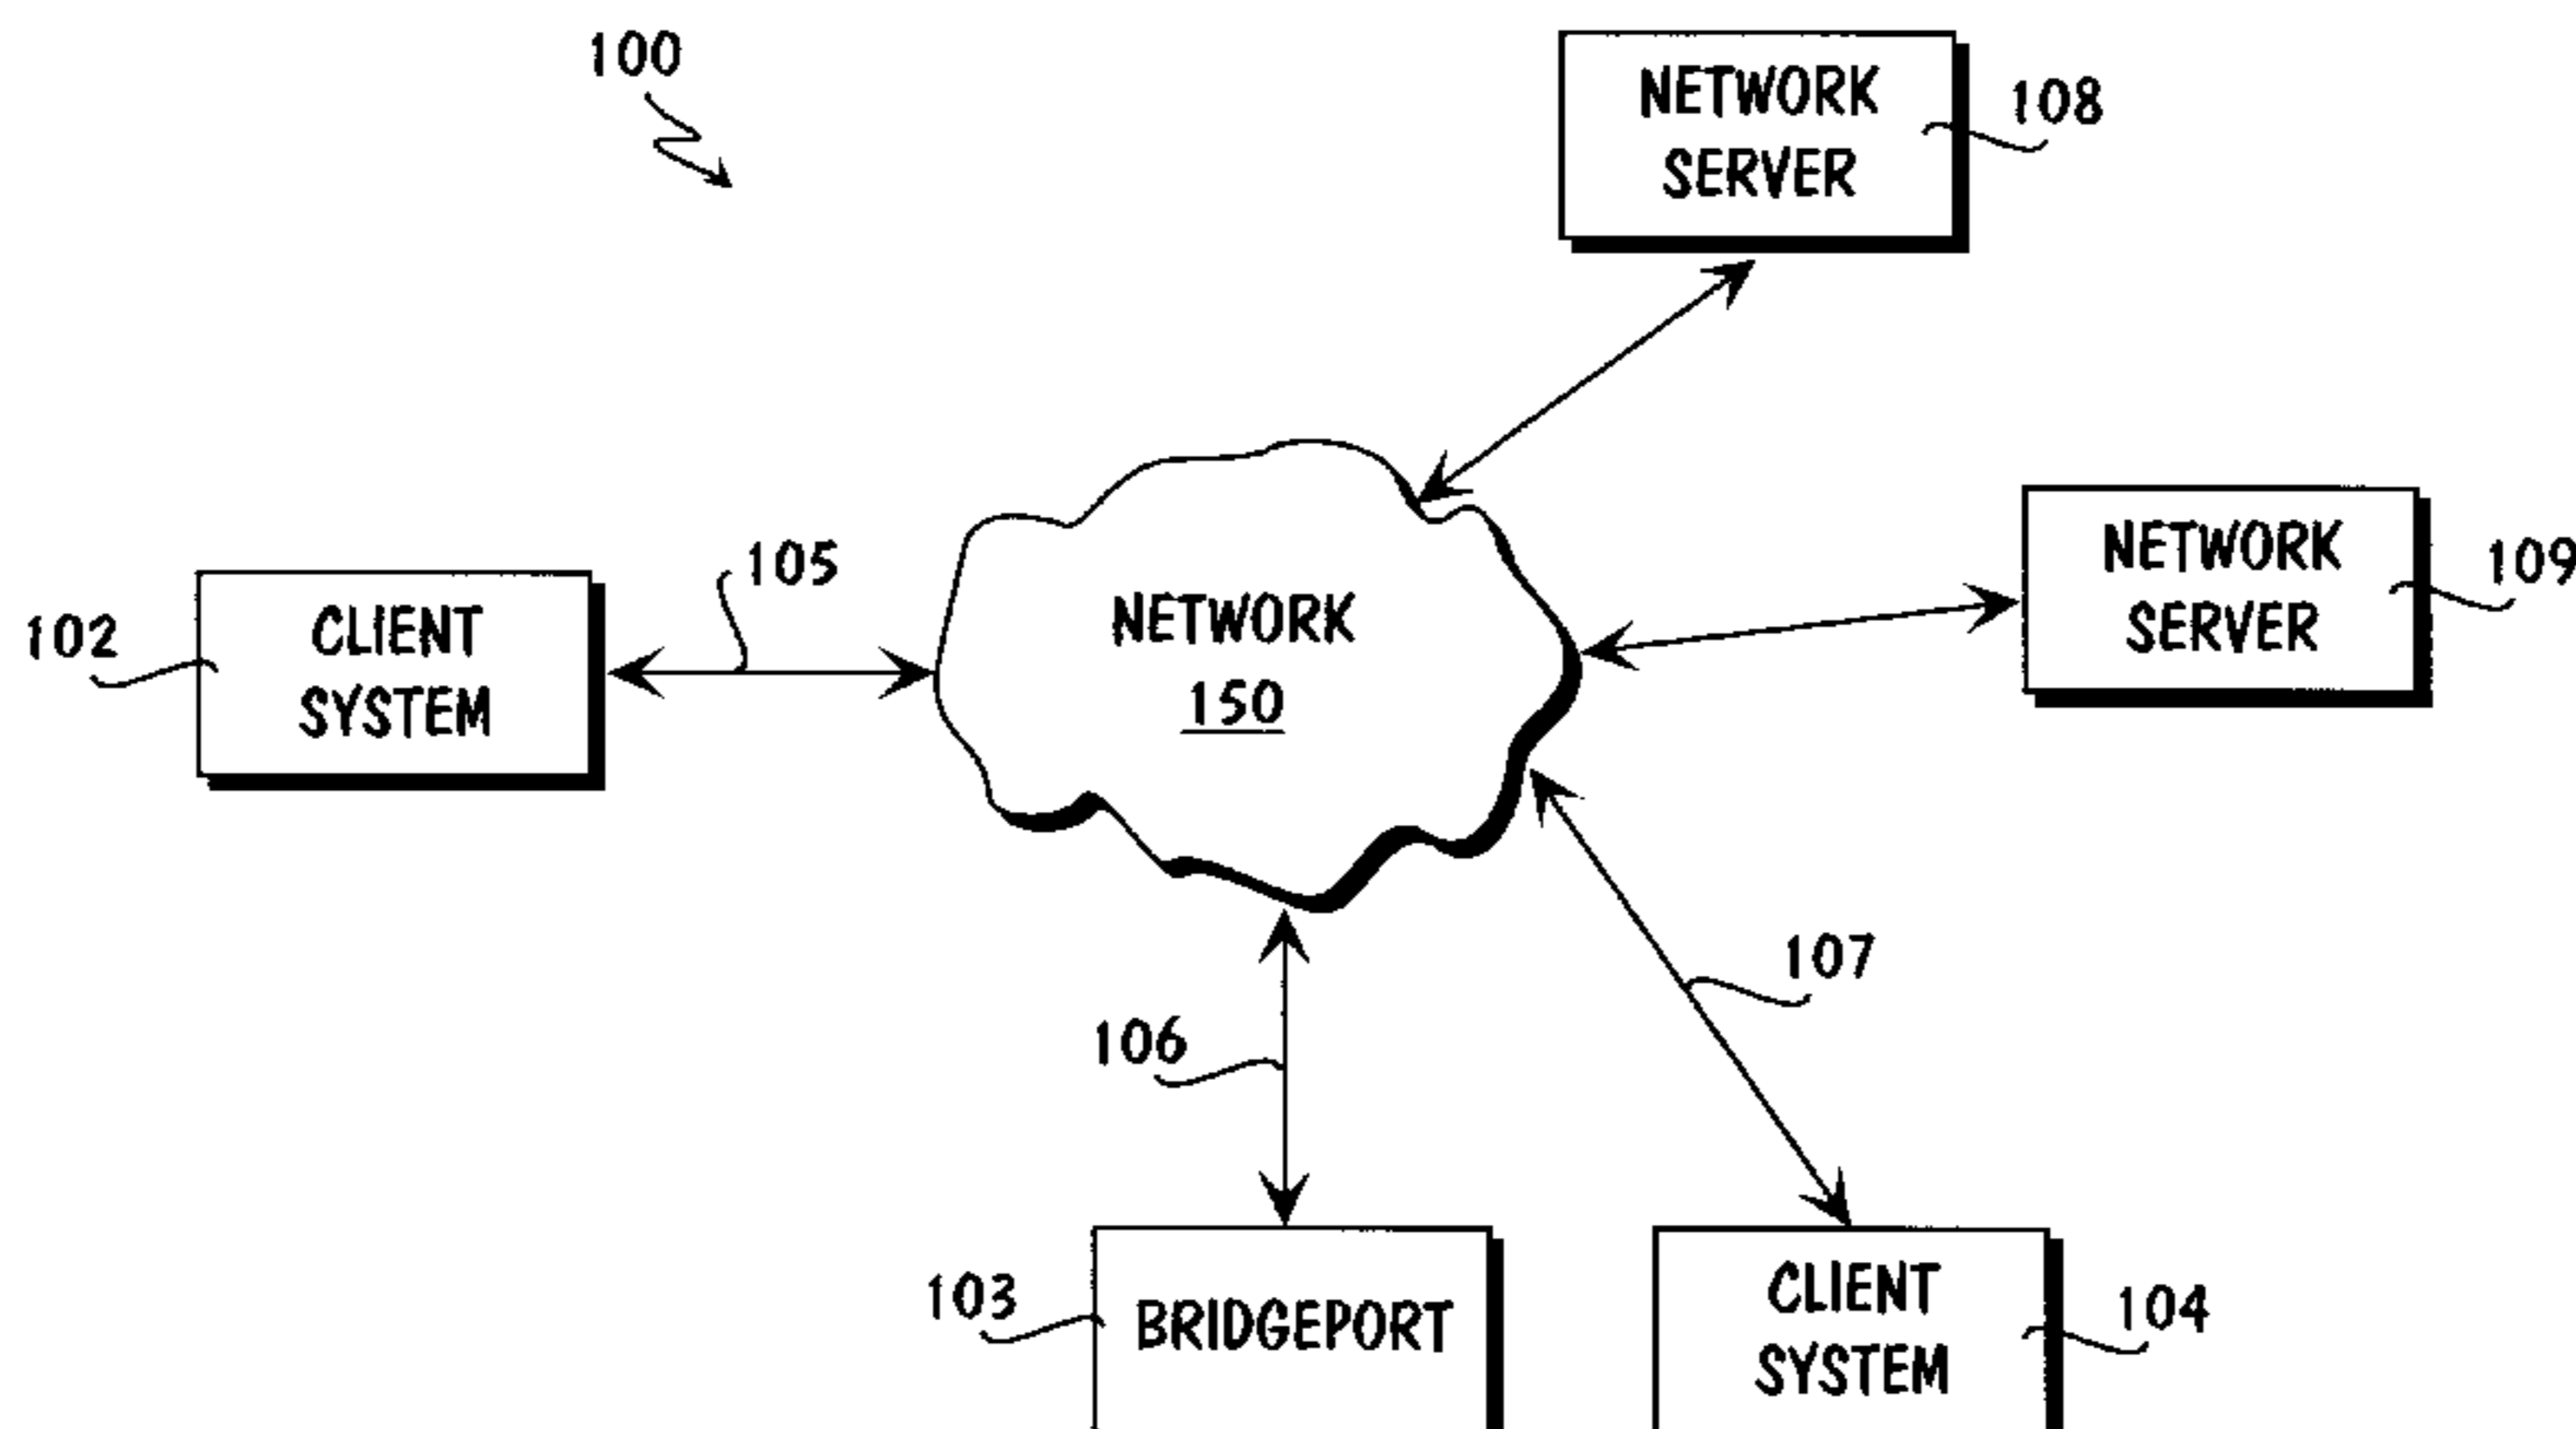 100
NETWORK
SERVER
108
NETWORK
SERVER
109
105
102
CLIENT
SYSTEM
NETWORK
150
107
106
103
BRIDGEPORT
CLIENT
SYSTEM
104